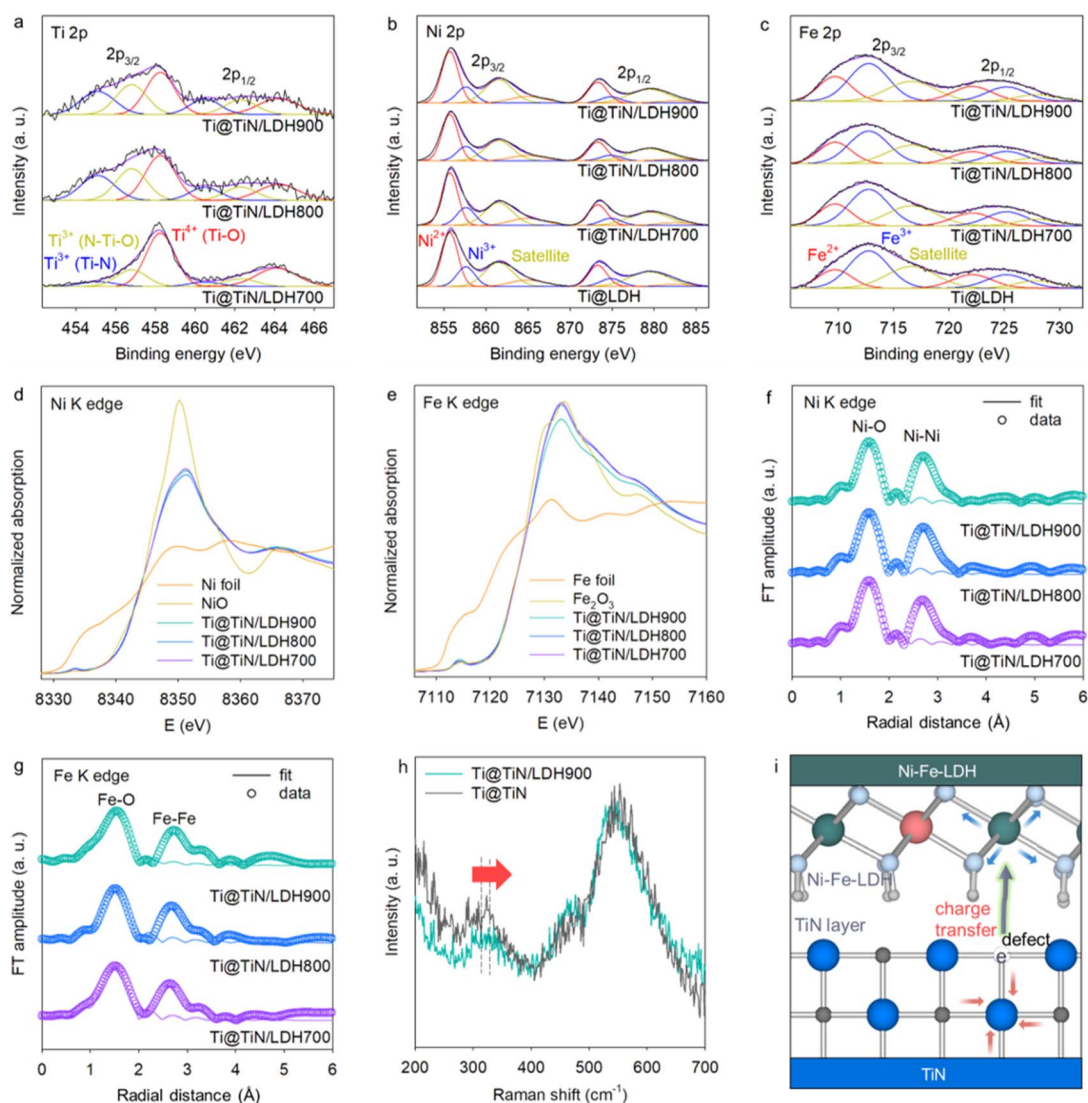 a
Ti 2p
2p3/2
2p1/2
Ti@TiN/LDH900
Ti@TiN/LDH800
Ti3+ (N-Ti-O)
Ti4+ (Ti-O)
Ti3+ (Ti-N)
Ti@TiN/LDH700
454 456 458 460 462 464 466
Binding energy (eV)
Intensity (a. u.)
b
Ni 2p
2p3/2
2p1/2
Ti@TiN/LDH900
Ti@TiN/LDH800
Ti@TiN/LDH700
Ni2+
Ni3+
Satellite
Ti@LDH
855 860 865 870 875 880 885
Binding energy (eV)
Intensity (a. u.)
c
Fe 2p
2p3/2
2p1/2
Ti@TiN/LDH900
Ti@TiN/LDH800
Ti@TiN/LDH700
Fe2+
Fe3+
Satellite
Ti@LDH
710 715 720 725 730
Binding energy (eV)
Intensity (a. u.)
d
Ni K edge
Ni foil
NiO
Ti@TiN/LDH900
Ti@TiN/LDH800
Ti@TiN/LDH700
8330 8340 8350 8360 8370
E (eV)
Normalized absorption
e
Fe K edge
Fe foil
Fe2O3
Ti@TiN/LDH900
Ti@TiN/LDH800
Ti@TiN/LDH700
7110 7120 7130 7140 7150 7160
E (eV)
Normalized absorption
f
Ni K edge
fit
data
Ni-O
Ni-Ni
Ti@TiN/LDH900
Ti@TiN/LDH800
Ti@TiN/LDH700
0 1 2 3 4 5 6
Radial distance (Å)
FT amplitude (a. u.)
g
Fe K edge
fit
data
Fe-O
Fe-Fe
Ti@TiN/LDH900
Ti@TiN/LDH800
Ti@TiN/LDH700
0 1 2 3 4 5 6
Radial distance (Å)
FT amplitude (a. u.)
h
Ti@TiN/LDH900
Ti@TiN
200 300 400 500 600 700
Raman shift (cm-1)
Intensity (a. u.)
i
Ni-Fe-LDH
Ni-Fe-LDH
TiN layer
charge
transfer
defect
e-
TiN